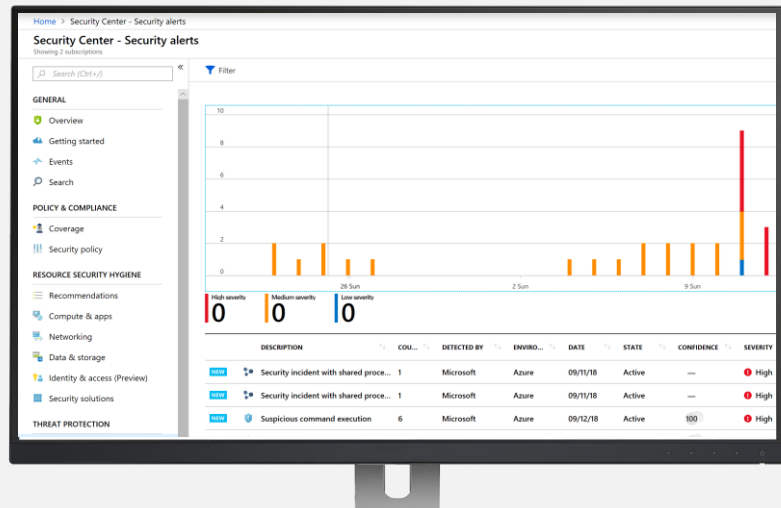 Home > Security Center - Security alerts
Security Center - Security alerts
Showing 2 subscriptions
Search (Ctrl+/)
«
Filter
GENERAL
Overview
Getting started
Events
Search
POLICY & COMPLIANCE
Coverage
Security policy
RESOURCE SECURITY HYGIENE
Recommendations
Compute & apps
Networking
Data & storage
Identity & access (Preview)
Security solutions
THREAT PROTECTION
10
8
6
4
2
0
26 Sun 2 Sun 9 Sun
High severity Medium severity Low severity
0 0 0
DESCRIPTION COU... DETECTED BY ENVIRO... DATE STATE CONFIDENCE SEVERITY
NEW Security incident with shared proce... 1 Microsoft Azure 09/11/18 Active — High
NEW Security incident with shared proce... 1 Microsoft Azure 09/11/18 Active — High
NEW Suspicious command execution 6 Microsoft Azure 09/12/18 Active 100 High